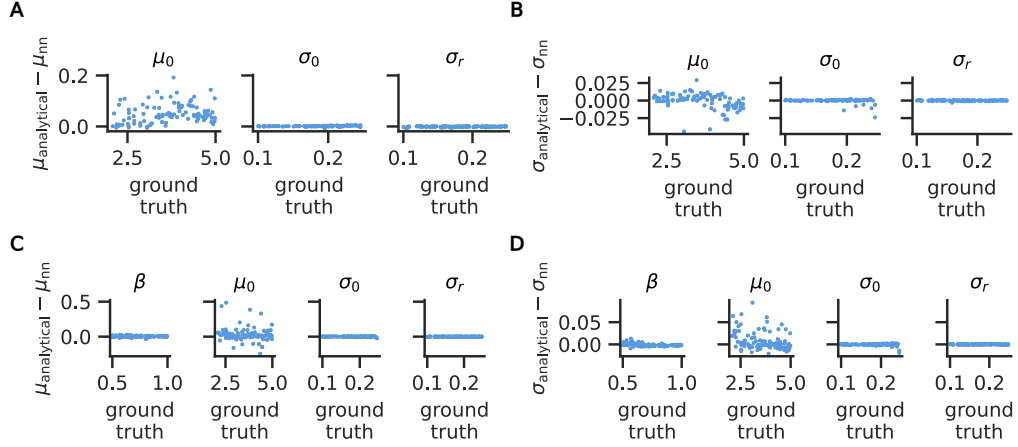 A
μ_analytical − μ_nn
μ₀
σ₀
σ_r
0.2
0.0
2.5
5.0
0.1
0.2
0.1
0.2
ground
truth
ground
truth
ground
truth
B
σ_analytical − σ_nn
μ₀
σ₀
σ_r
0.025
0.000
−0.025
2.5
5.0
0.1
0.2
0.1
0.2
ground
truth
ground
truth
ground
truth
C
μ_analytical − μ_nn
β
μ₀
σ₀
σ_r
0.5
0.0
0.5
1.0
2.5
5.0
0.1
0.2
0.1
0.2
ground
truth
ground
truth
ground
truth
ground
truth
D
σ_analytical − σ_nn
β
μ₀
σ₀
σ_r
0.05
0.00
0.5
1.0
2.5
5.0
0.1
0.2
0.1
0.2
ground
truth
ground
truth
ground
truth
ground
truth